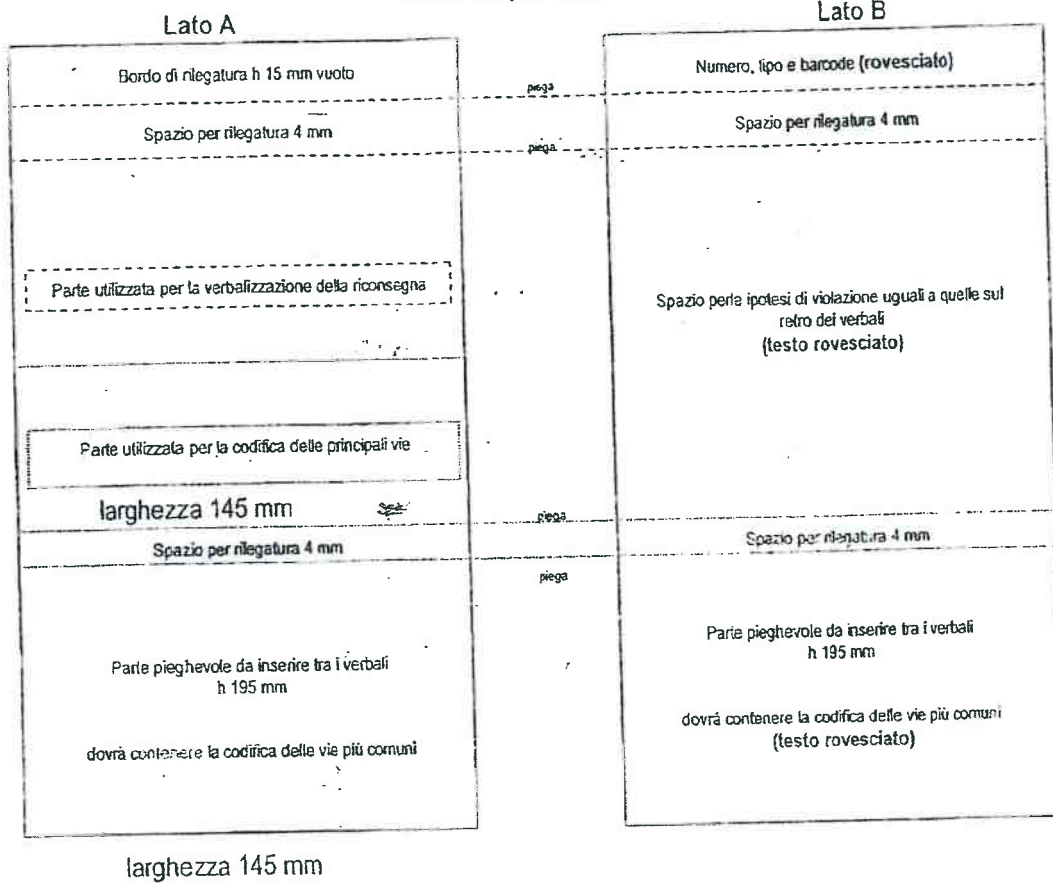 Lato A
Bordo di rilegatura h 15 mm vuoto
piega
Spazio per rilegatura 4 mm
piega
Parte utilizzata per la verbalizzazione della riconsegna
Parte utilizzata per la codifica delle principali vie
larghezza 145 mm
piega
Spazio per rilegatura 4 mm
piega
Parte pieghevole da inserire tra i verbali
h 195 mm
dovrà contenere la codifica delle vie più comuni
larghezza 145 mm
Lato B
Numero, tipo e barcode (rovesciato)
Spazio per rilegatura 4 mm
Spazio per le ipotesi di violazione uguali a quelle sul
retro dei verbali
(testo rovesciato)
Spazio per rilegatura 4 mm
Parte pieghevole da inserire tra i verbali
h 195 mm
dovrà contenere la codifica delle vie più comuni
(testo rovesciato)